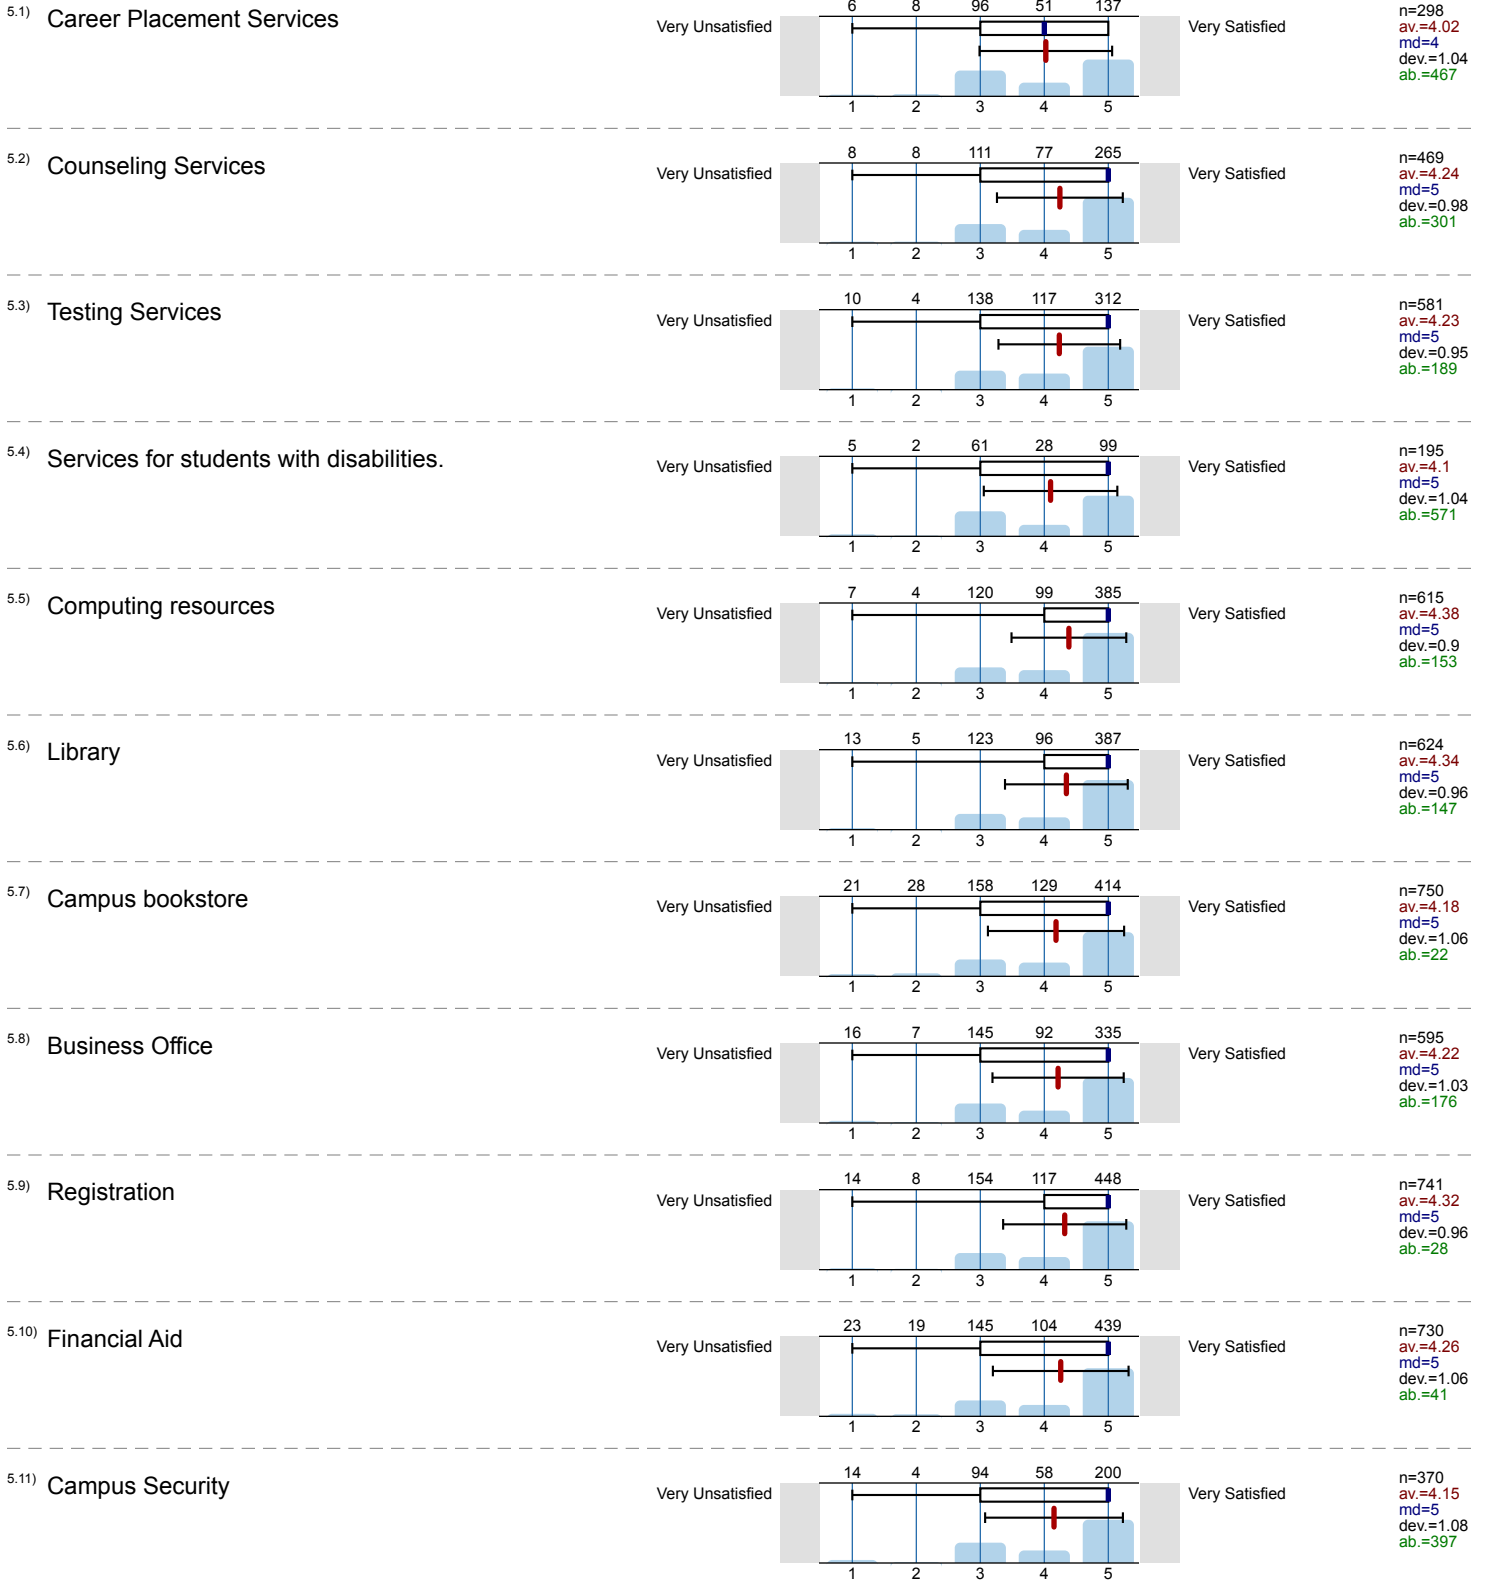 5.1) Career Placement Services
6 8 96 51 137
Very Unsatisfied Very Satisfied
1 2 3 4 5
n=298
av.=4.02
md=4
dev.=1.04
ab.=467
5.2) Counseling Services
8 8 111 77 265
Very Unsatisfied Very Satisfied
1 2 3 4 5
n=469
av.=4.24
md=5
dev.=0.98
ab.=301
5.3) Testing Services
10 4 138 117 312
Very Unsatisfied Very Satisfied
1 2 3 4 5
n=581
av.=4.23
md=5
dev.=0.95
ab.=189
5.4) Services for students with disabilities.
5 2 61 28 99
Very Unsatisfied Very Satisfied
1 2 3 4 5
n=195
av.=4.1
md=5
dev.=1.04
ab.=571
5.5) Computing resources
7 4 120 99 385
Very Unsatisfied Very Satisfied
1 2 3 4 5
n=615
av.=4.38
md=5
dev.=0.9
ab.=153
5.6) Library
13 5 123 96 387
Very Unsatisfied Very Satisfied
1 2 3 4 5
n=624
av.=4.34
md=5
dev.=0.96
ab.=147
5.7) Campus bookstore
21 28 158 129 414
Very Unsatisfied Very Satisfied
1 2 3 4 5
n=750
av.=4.18
md=5
dev.=1.06
ab.=22
5.8) Business Office
16 7 145 92 335
Very Unsatisfied Very Satisfied
1 2 3 4 5
n=595
av.=4.22
md=5
dev.=1.03
ab.=176
5.9) Registration
14 8 154 117 448
Very Unsatisfied Very Satisfied
1 2 3 4 5
n=741
av.=4.32
md=5
dev.=0.96
ab.=28
5.10) Financial Aid
23 19 145 104 439
Very Unsatisfied Very Satisfied
1 2 3 4 5
n=730
av.=4.26
md=5
dev.=1.06
ab.=41
5.11) Campus Security
14 4 94 58 200
Very Unsatisfied Very Satisfied
1 2 3 4 5
n=370
av.=4.15
md=5
dev.=1.08
ab.=397